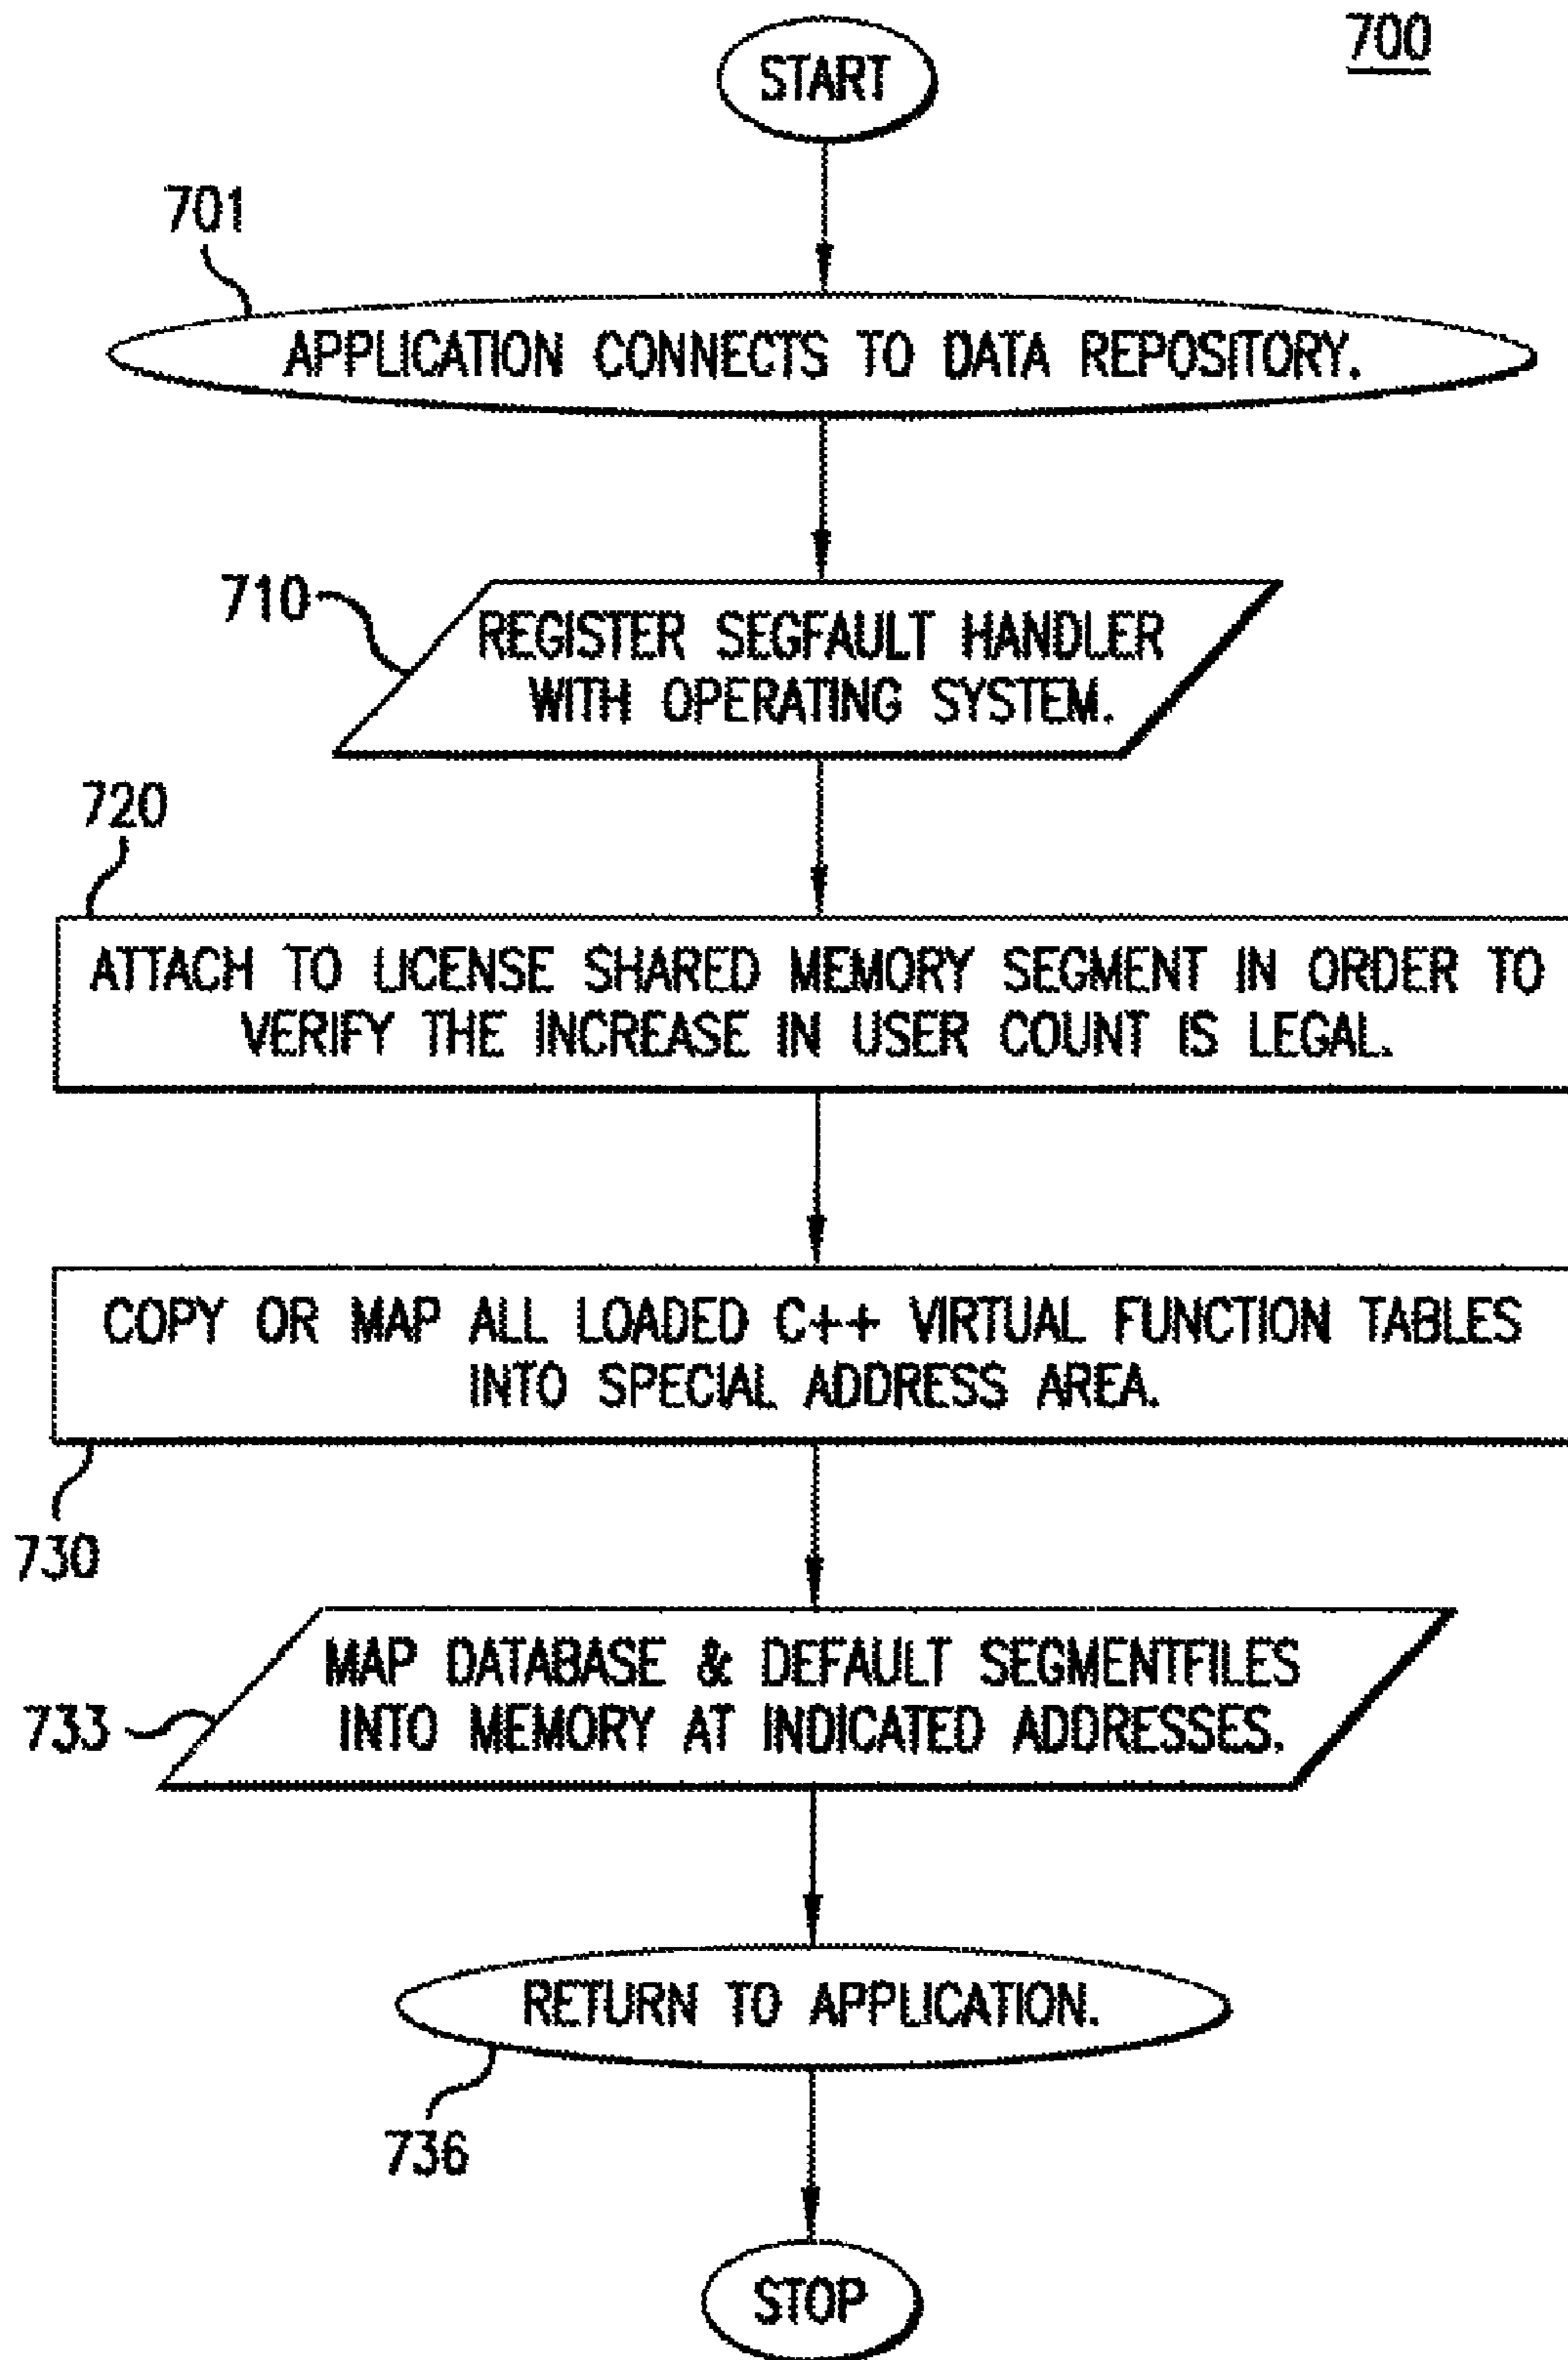 700
START
701
APPLICATION CONNECTS TO DATA REPOSITORY.
710
REGISTER SEGFAULT HANDLER
WITH OPERATING SYSTEM.
720
ATTACH TO LICENSE SHARED MEMORY SEGMENT IN ORDER TO
VERIFY THE INCREASE IN USER COUNT IS LEGAL.
COPY OR MAP ALL LOADED C++ VIRTUAL FUNCTION TABLES
INTO SPECIAL ADDRESS AREA.
730
MAP DATABASE & DEFAULT SEGMENTFILES
INTO MEMORY AT INDICATED ADDRESSES.
733
RETURN TO APPLICATION.
736
STOP